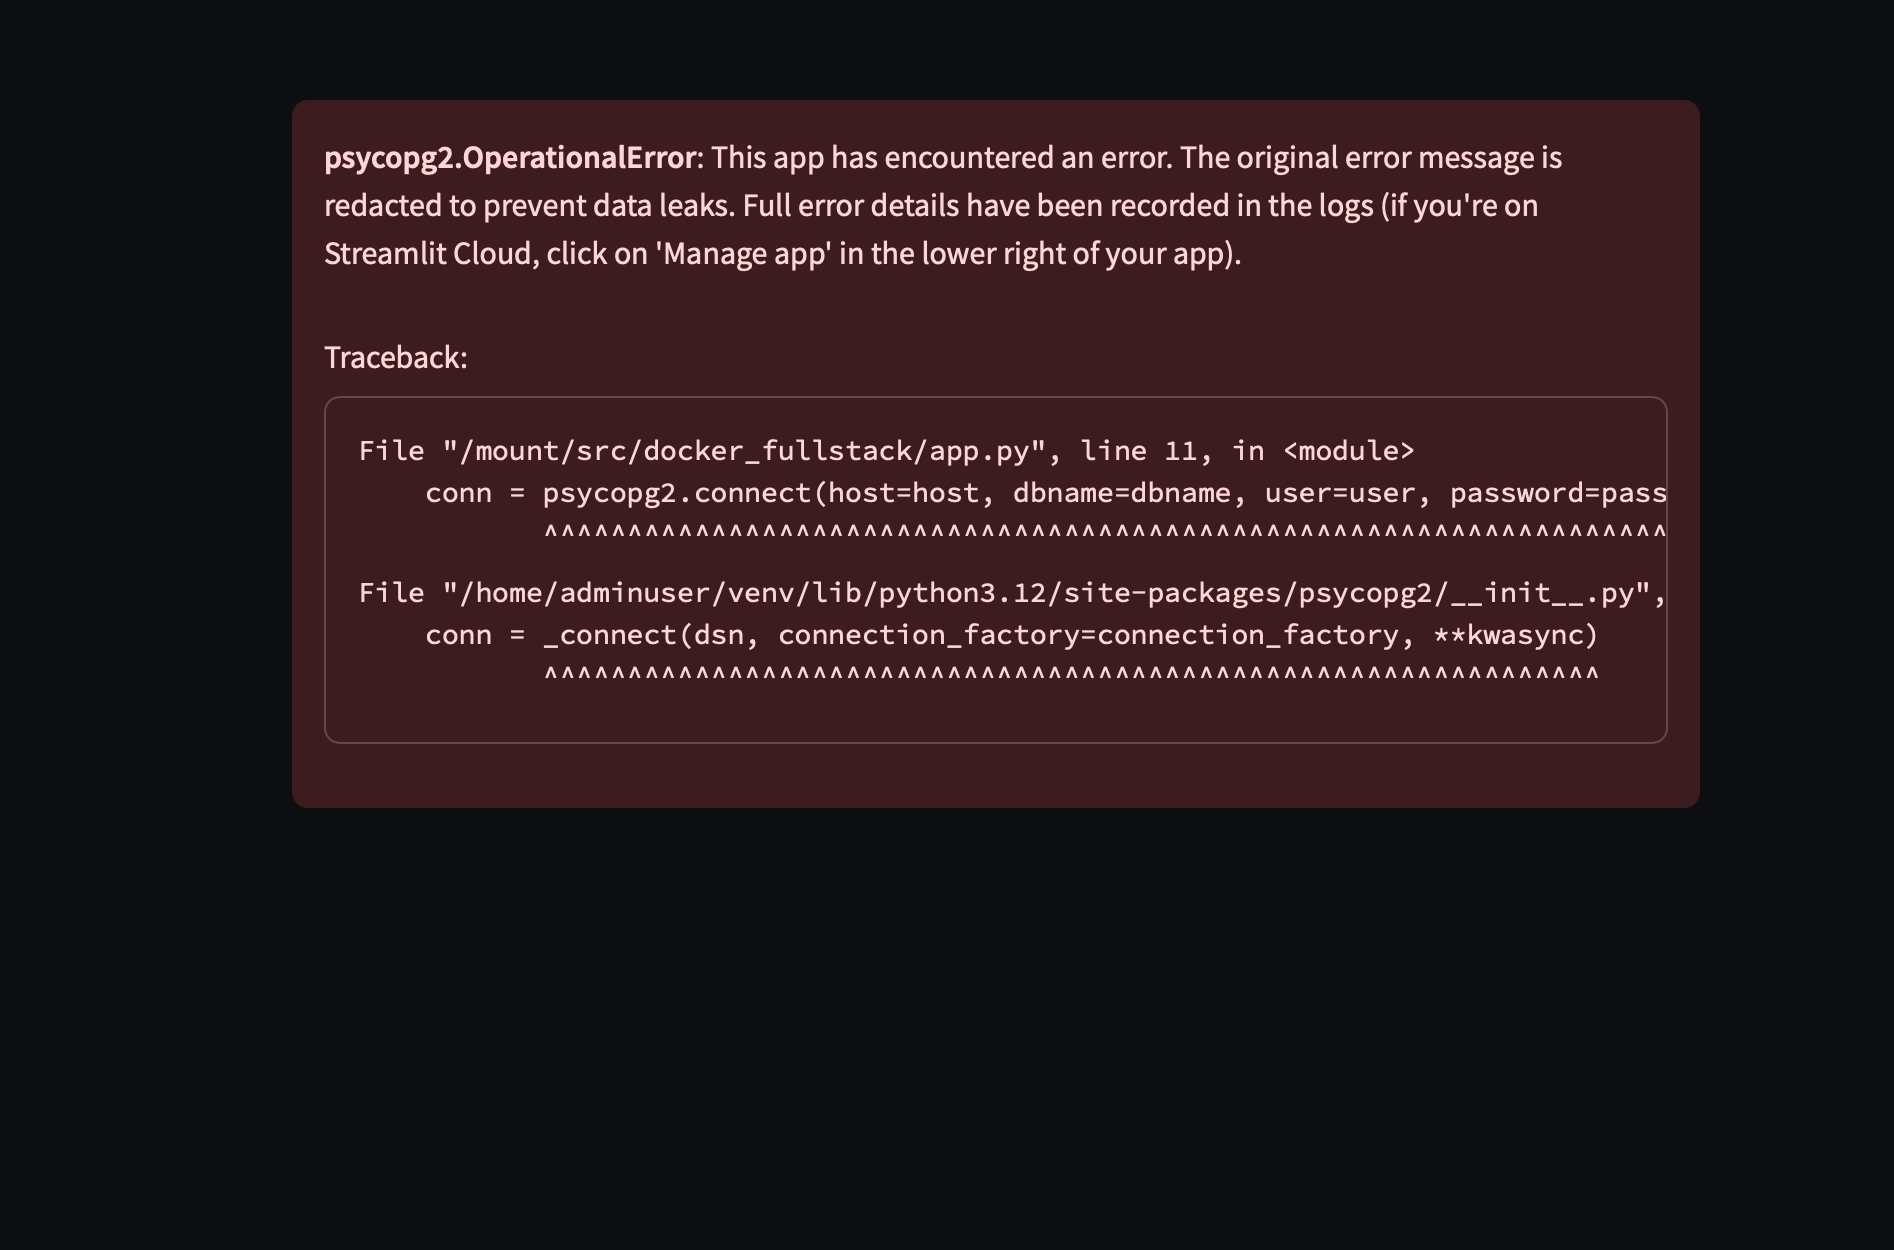 psycopg2.OperationalError: This app has encountered an error. The original error message is
redacted to prevent data leaks. Full error details have been recorded in the logs (if you're on
Streamlit Cloud, click on 'Manage app' in the lower right of your app).
Traceback:
File "/mount/src/docker_fullstack/app.py", line 11, in <module>
    conn = psycopg2.connect(host=host, dbname=dbname, user=user, password=pass
           ^^^^^^^^^^^^^^^^^^^^^^^^^^^^^^^^^^^^^^^^^^^^^^^^^^^^^^^^^^^^^^^^^^^
File "/home/adminuser/venv/lib/python3.12/site-packages/psycopg2/__init__.py",
    conn = _connect(dsn, connection_factory=connection_factory, **kwasync)
           ^^^^^^^^^^^^^^^^^^^^^^^^^^^^^^^^^^^^^^^^^^^^^^^^^^^^^^^^^^^^^^^